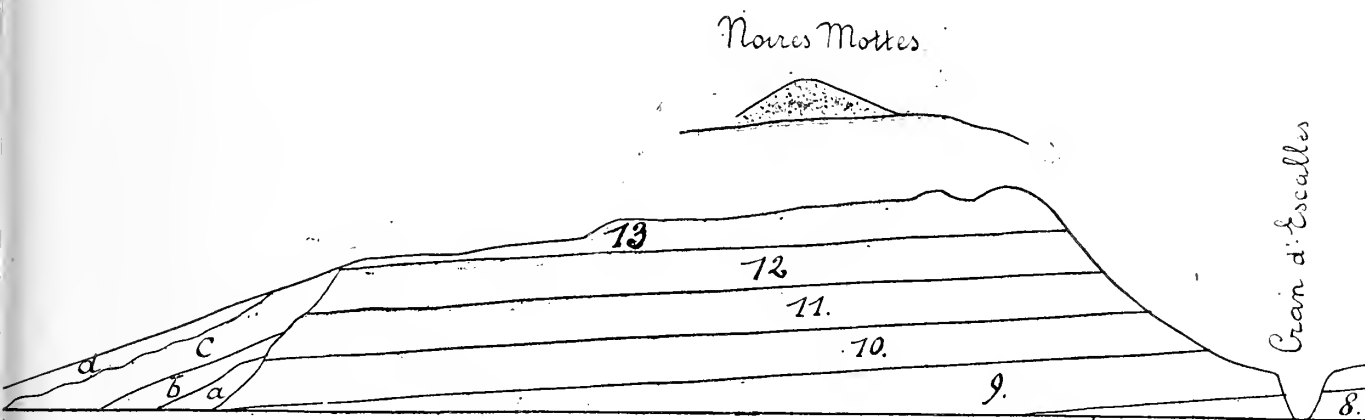 Noires Mottes
Cran d'Escalles
13
12
11.
10.
9.
8.
d
c
b
a